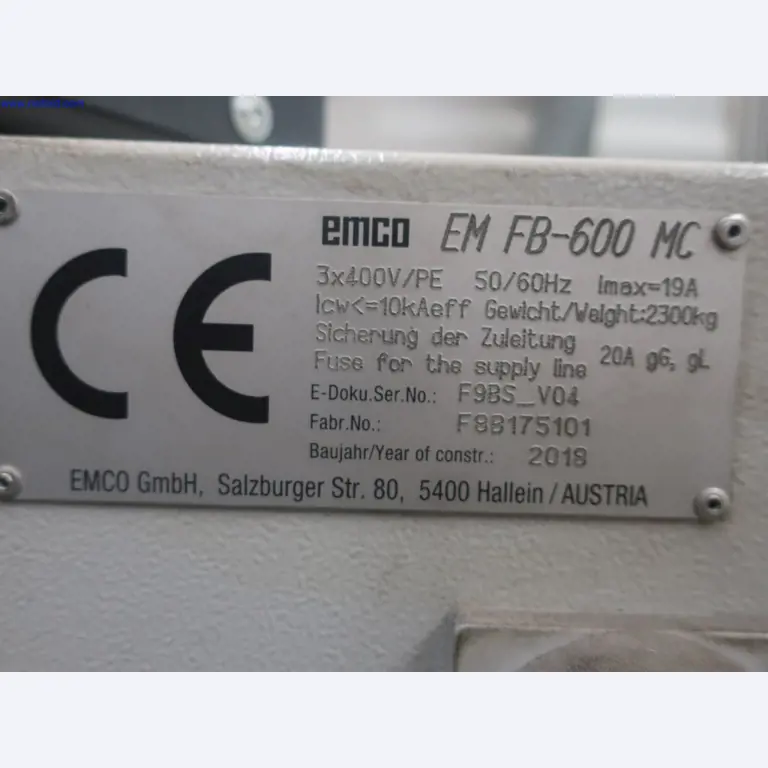 emco EM FB-600 MC
3x400V/PE 50/60Hz Imax=19A
Icw<=10kAeff Gewicht/Weight:2300kg
Sicherung der Zuleitung
Fuse for the supply line 20A gG, gL
E-Doku.Ser.No.: F9BS_V04
Fabr.No.: F8B175101
Baujahr/Year of constr.: 2018
CE
EMCO GmbH, Salzburger Str. 80, 5400 Hallein / AUSTRIA